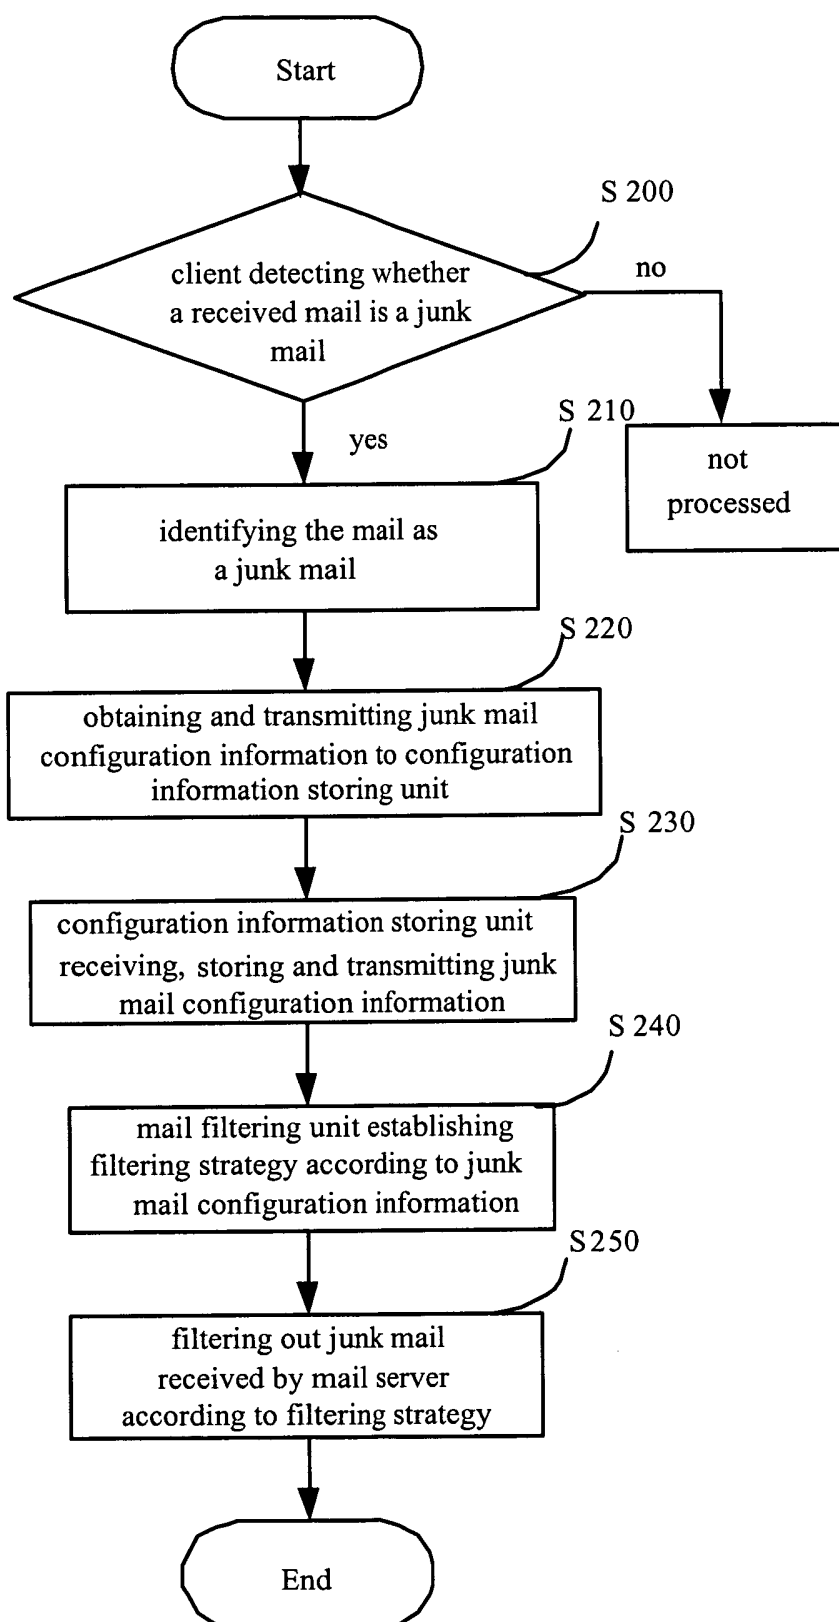 Start
S 200
client detecting whether
a received mail is a junk
mail
no
yes
S 210
not
processed
identifying the mail as
a junk mail
S 220
obtaining and transmitting junk mail
configuration information to configuration
information storing unit
S 230
configuration information storing unit
receiving, storing and transmitting junk
mail configuration information
S 240
mail filtering unit establishing
filtering strategy according to junk
mail configuration information
S250
filtering out junk mail
received by mail server
according to filtering strategy
End